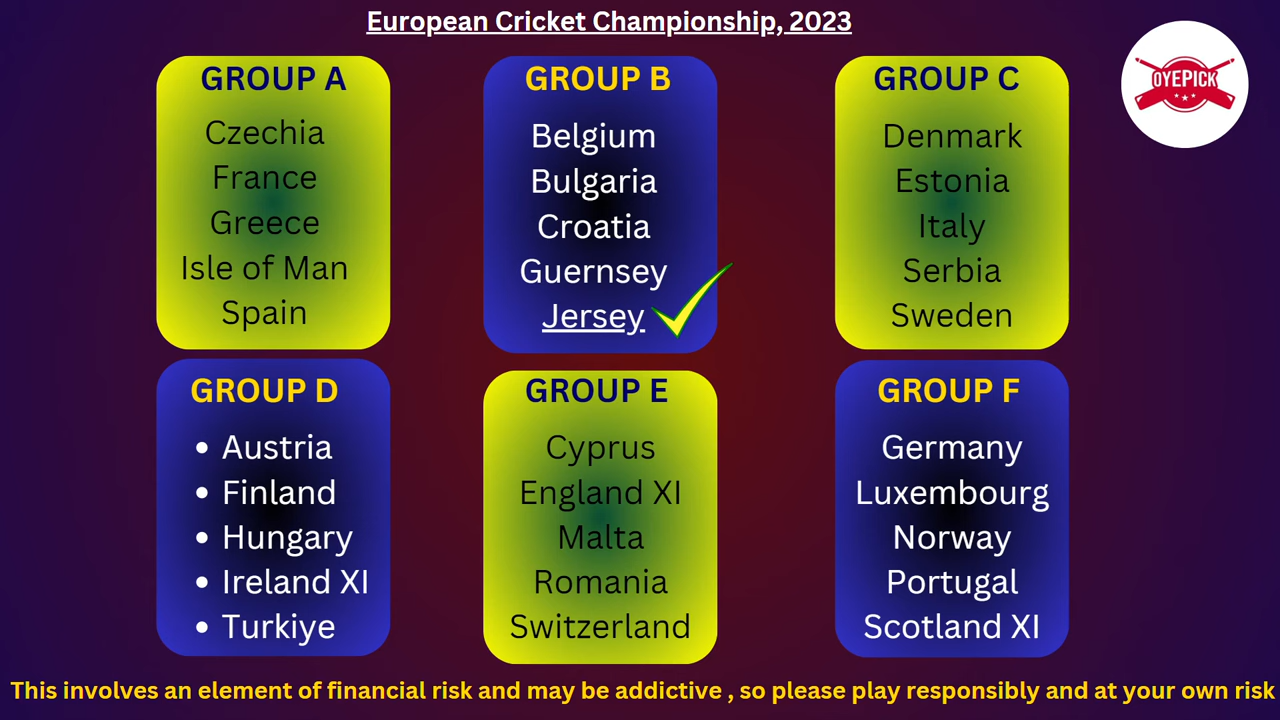 European Cricket Championship, 2023
OYEPICK
GROUP A
Czechia
France
Greece
Isle of Man
Spain
GROUP B
Belgium
Bulgaria
Croatia
Guernsey
Jersey
GROUP C
Denmark
Estonia
Italy
Serbia
Sweden
GROUP D
• Austria
• Finland
• Hungary
• Ireland XI
• Turkiye
GROUP E
Cyprus
England XI
Malta
Romania
Switzerland
GROUP F
Germany
Luxembourg
Norway
Portugal
Scotland XI
This involves an element of financial risk and may be addictive , so please play responsibly and at your own risk